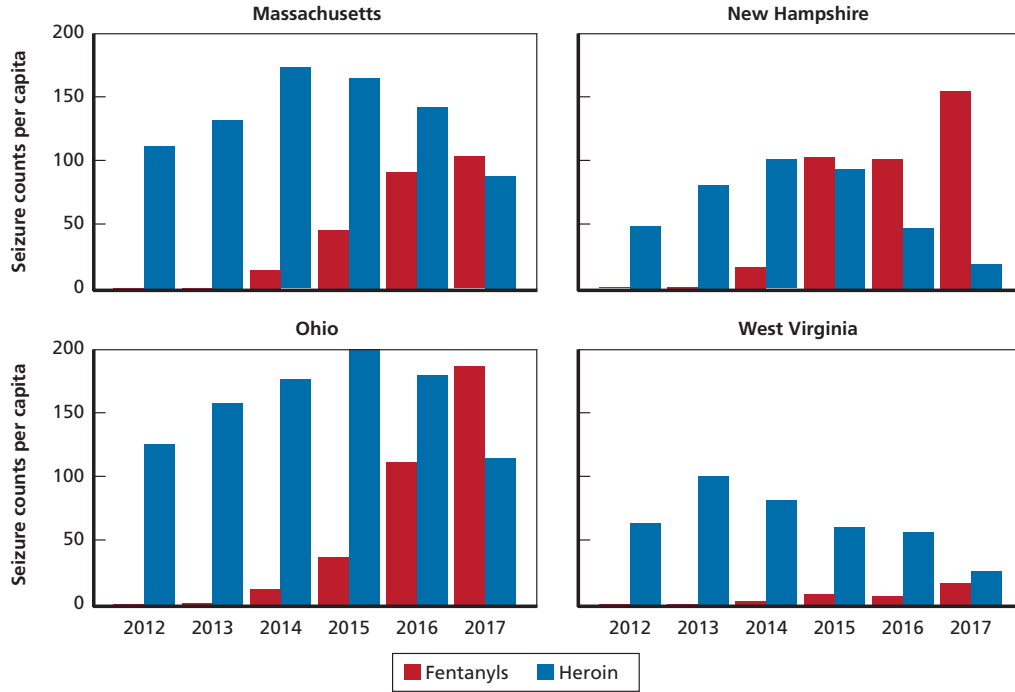 Massachusetts
New Hampshire
Seizure counts per capita
200
150
100
50
0
Ohio
West Virginia
Seizure counts per capita
200
150
100
50
0
2012 2013 2014 2015 2016 2017
2012 2013 2014 2015 2016 2017
Fentanyls Heroin